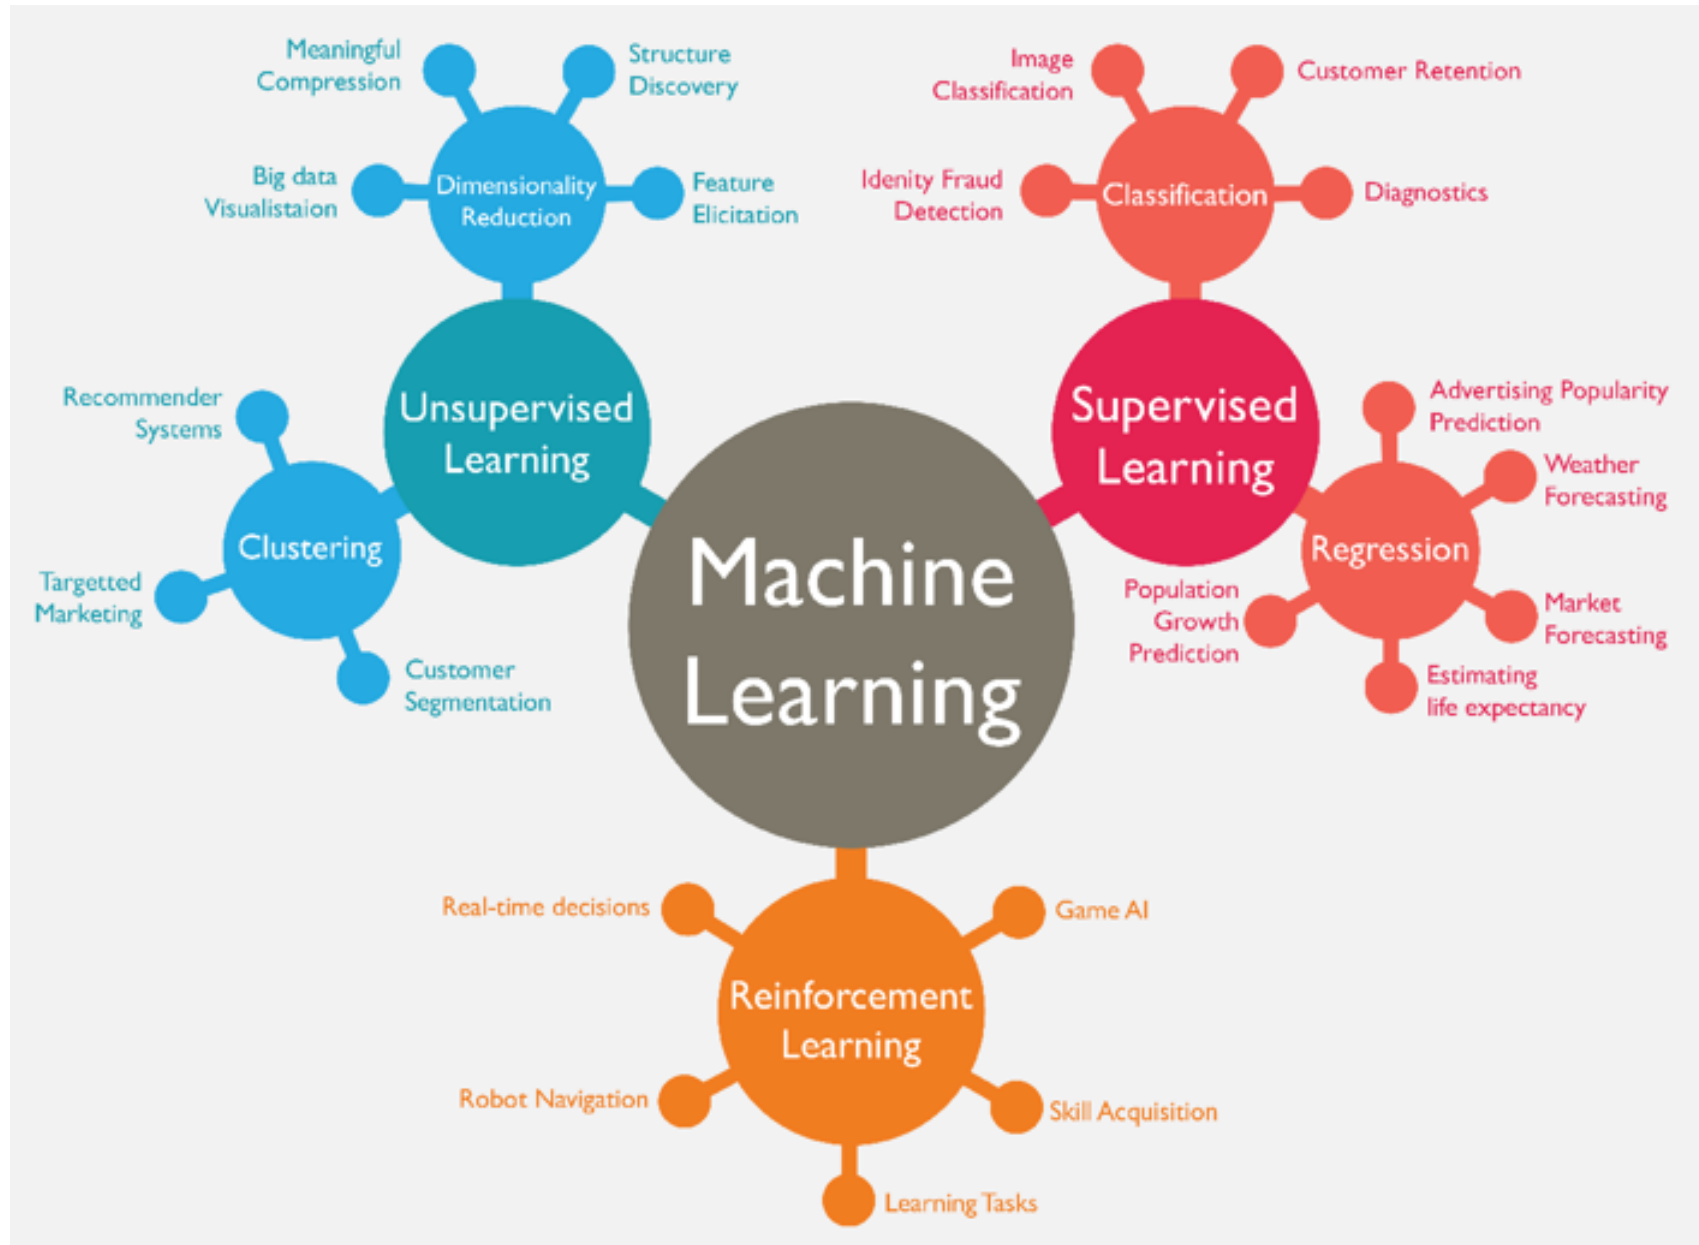 Meaningful
Compression
Structure
Discovery
Big data
Visualistaion
Dimensionality
Reduction
Feature
Elicitation
Image
Classification
Customer Retention
Idenity Fraud
Detection
Classification
Diagnostics
Unsupervised
Learning
Recommender
Systems
Clustering
Targetted
Marketing
Customer
Segmentation
Supervised
Learning
Advertising Popularity
Prediction
Weather
Forecasting
Regression
Population
Growth
Prediction
Market
Forecasting
Estimating
life expectancy
Machine
Learning
Real-time decisions
Game AI
Reinforcement
Learning
Robot Navigation
Skill Acquisition
Learning Tasks